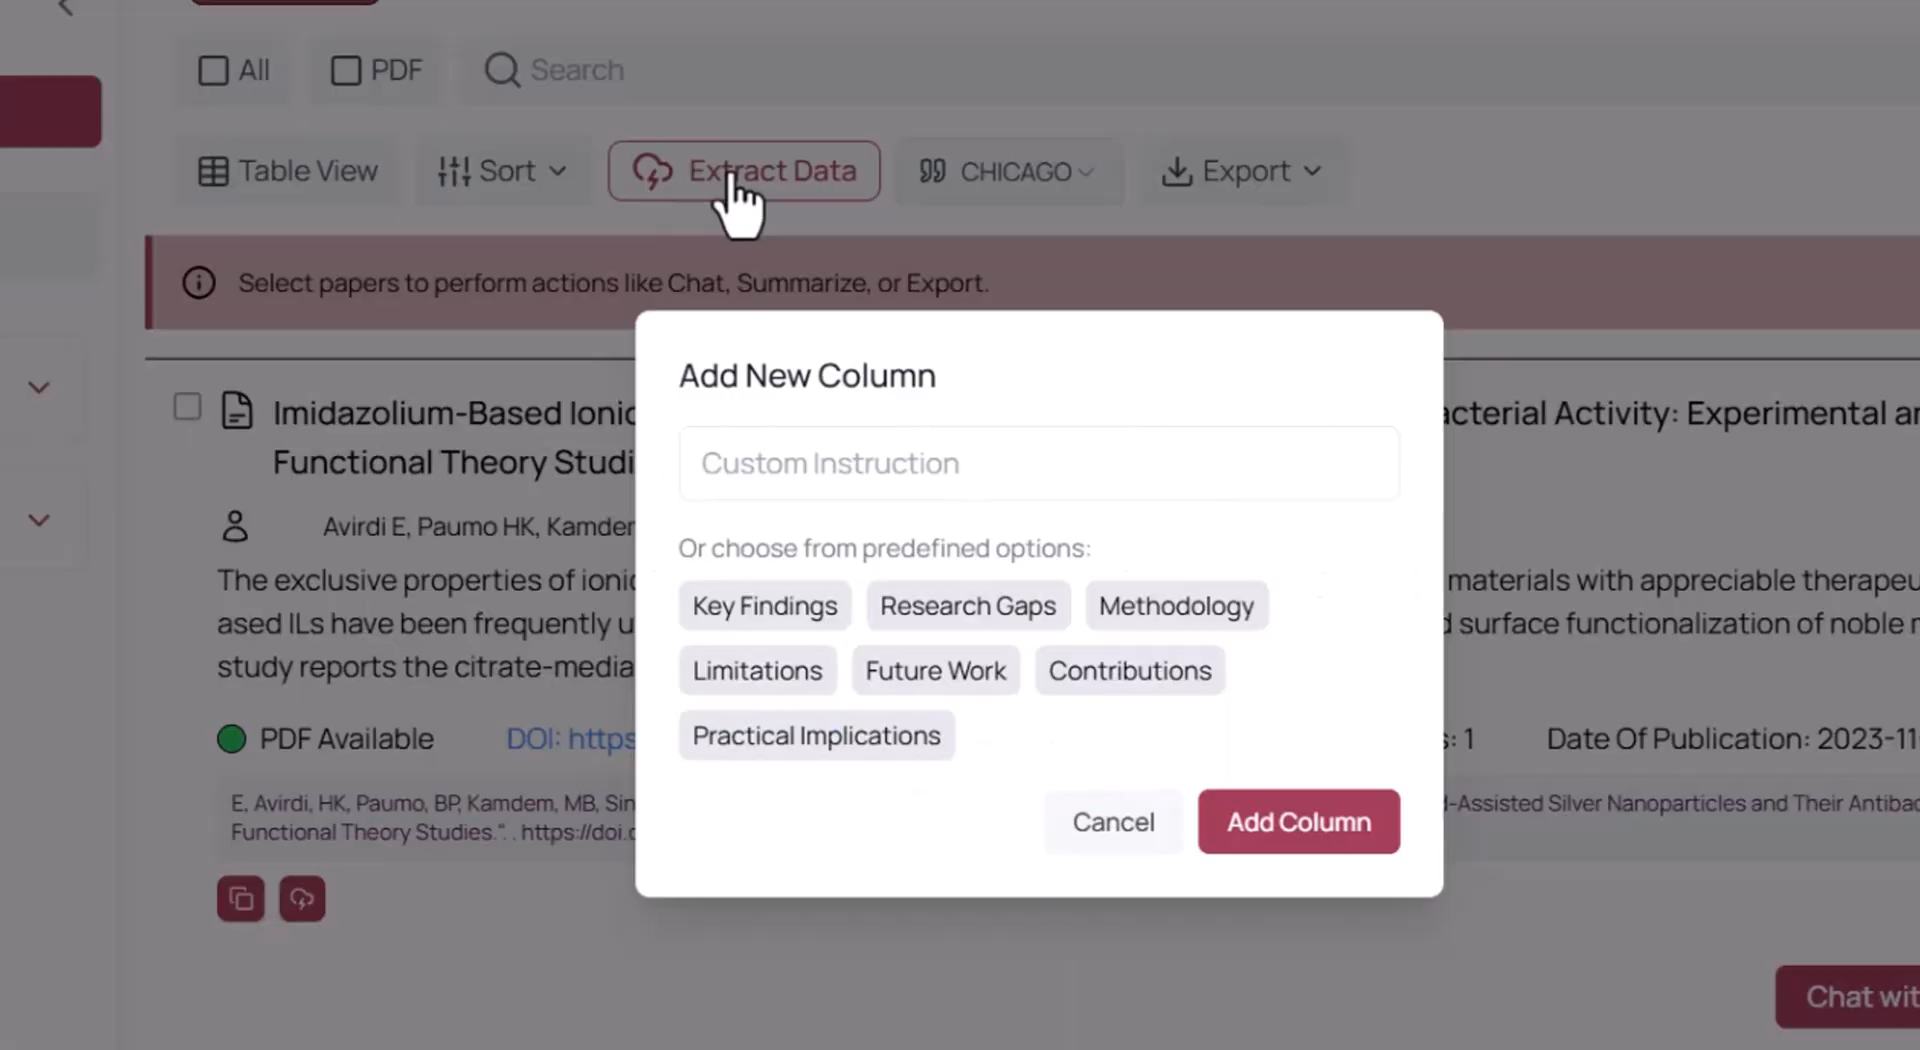 All
PDF
Search
Table View
Sort
Extract Data
CHICAGO
Export
Select papers to perform actions like Chat, Summarize, or Export.
Add New Column
Custom Instruction
Or choose from predefined options:
Key Findings
Research Gaps
Methodology
Limitations
Future Work
Contributions
Practical Implications
Cancel
Add Column
Imidazolium-Based Ionic
acterial Activity: Experimental
Functional Theory Studi
Avirdi E, Paumo HK, Kamdem
The exclusive properties of ionic
materials with appreciable therapeu
ased ILs have been frequently u
d surface functionalization of noble
study reports the citrate-media
PDF Available
DOI: https
s: 1
Date Of Publication: 2023-11
E, Avirdi, HK, Paumo, BP, Kamdem, MB, Sin
d-Assisted Silver Nanoparticles and Their Antibac
Functional Theory Studies.". . https://doi.o
Chat wit